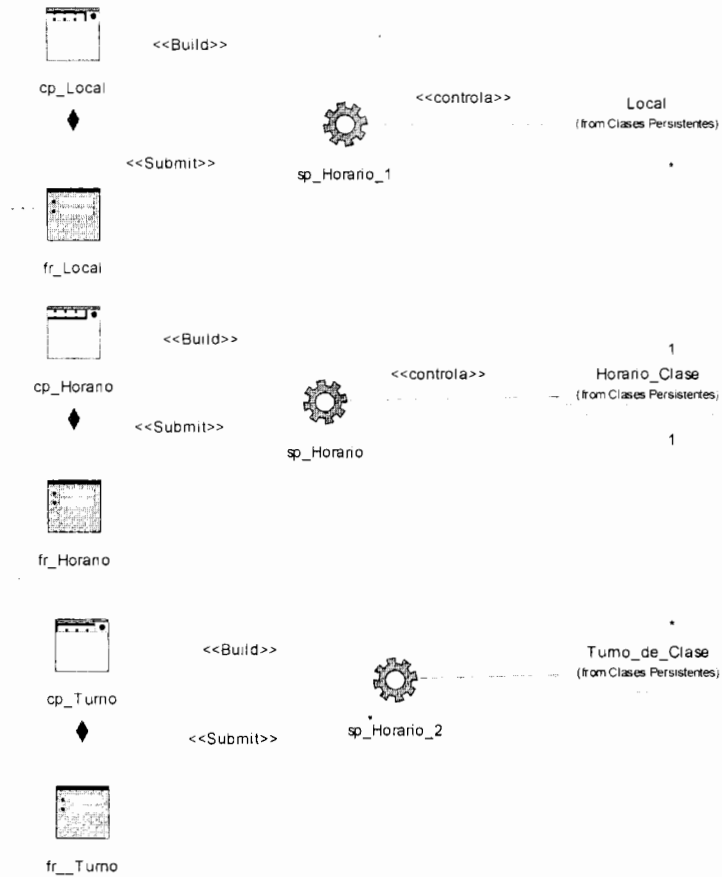 <<Build>>
cp_Local
<<controla>>
Local
(from Clases Persistentes)
<<Submit>>
sp_Horario_1
*
fr_Local
<<Build>>
1
cp_Horario
<<controla>>
Horario_Clase
(from Clases Persistentes)
<<Submit>>
1
sp_Horario
fr_Horario
*
<<Build>>
Turno_de_Clase
(from Clases Persistentes)
cp_Turno
sp_Horario_2
<<Submit>>
fr__Turno